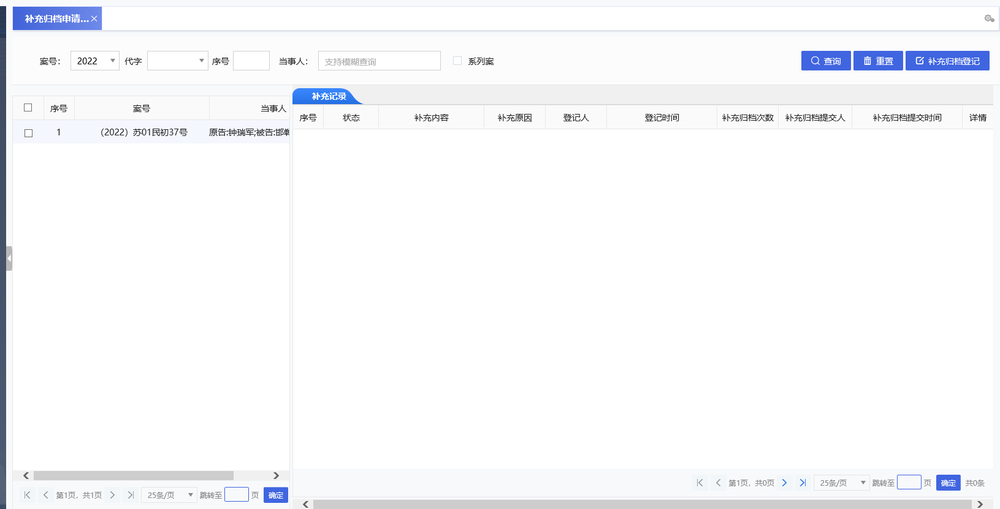 补充归档申请...
案号： 2022 代字 序号 当事人： 支持模糊查询 系列案 查询 重置 补充归档登记
补充记录
序号 案号 当事人
序号 状态 补充内容 补充原因 登记人 登记时间 补充归档次数 补充归档提交人 补充归档提交时间 详情
1 （2022）苏01民初37号 原告:钟瑞军;被告:邯
第1页，共0页 25条/页 跳转至 页 确定 共0条
第1页，共1页 25条/页 跳转至 页 确定